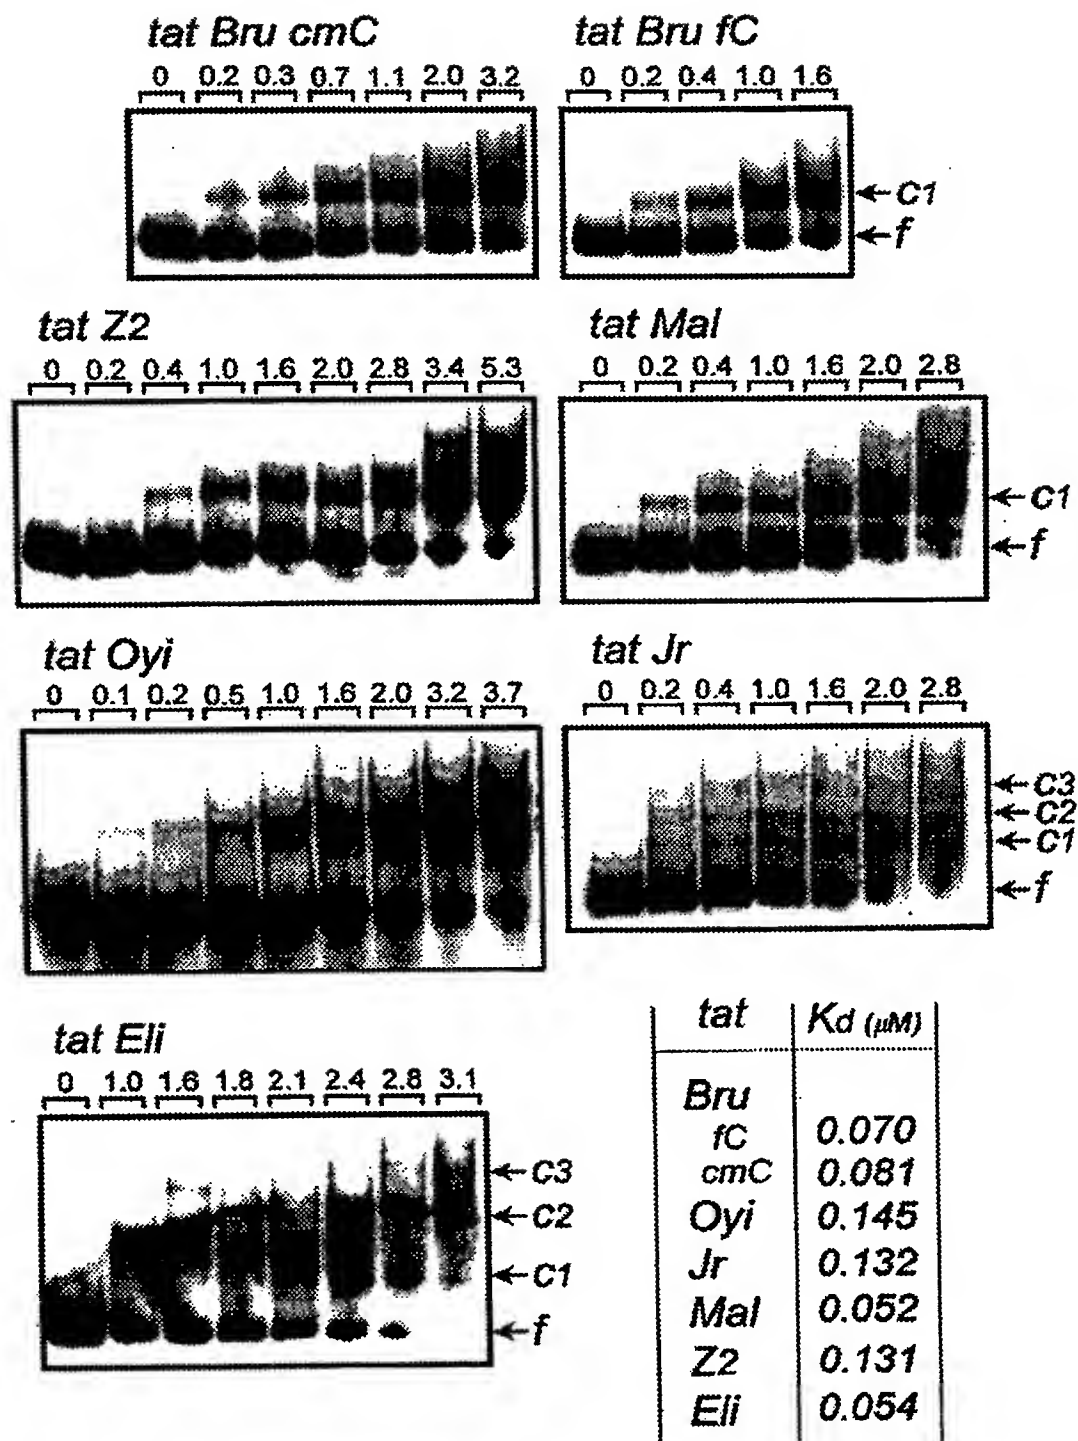 tat Bru cmC
0 0.2 0.3 0.7 1.1 2.0 3.2
tat Bru fC
0 0.2 0.4 1.0 1.6
←C1
←f
tat Z2
0 0.2 0.4 1.0 1.6 2.0 2.8 3.4 5.3
tat Mal
0 0.2 0.4 1.0 1.6 2.0 2.8
←C1
←f
tat Oyi
0 0.1 0.2 0.5 1.0 1.6 2.0 3.2 3.7
tat Jr
0 0.2 0.4 1.0 1.6 2.0 2.8
←C3
←C2
←C1
←f
tat Eli
0 1.0 1.6 1.8 2.1 2.4 2.8 3.1
←C3
←C2
←C1
←f
tat Kd (μM)
Bru
fC 0.070
cmC 0.081
Oyi 0.145
Jr 0.132
Mal 0.052
Z2 0.131
Eli 0.054